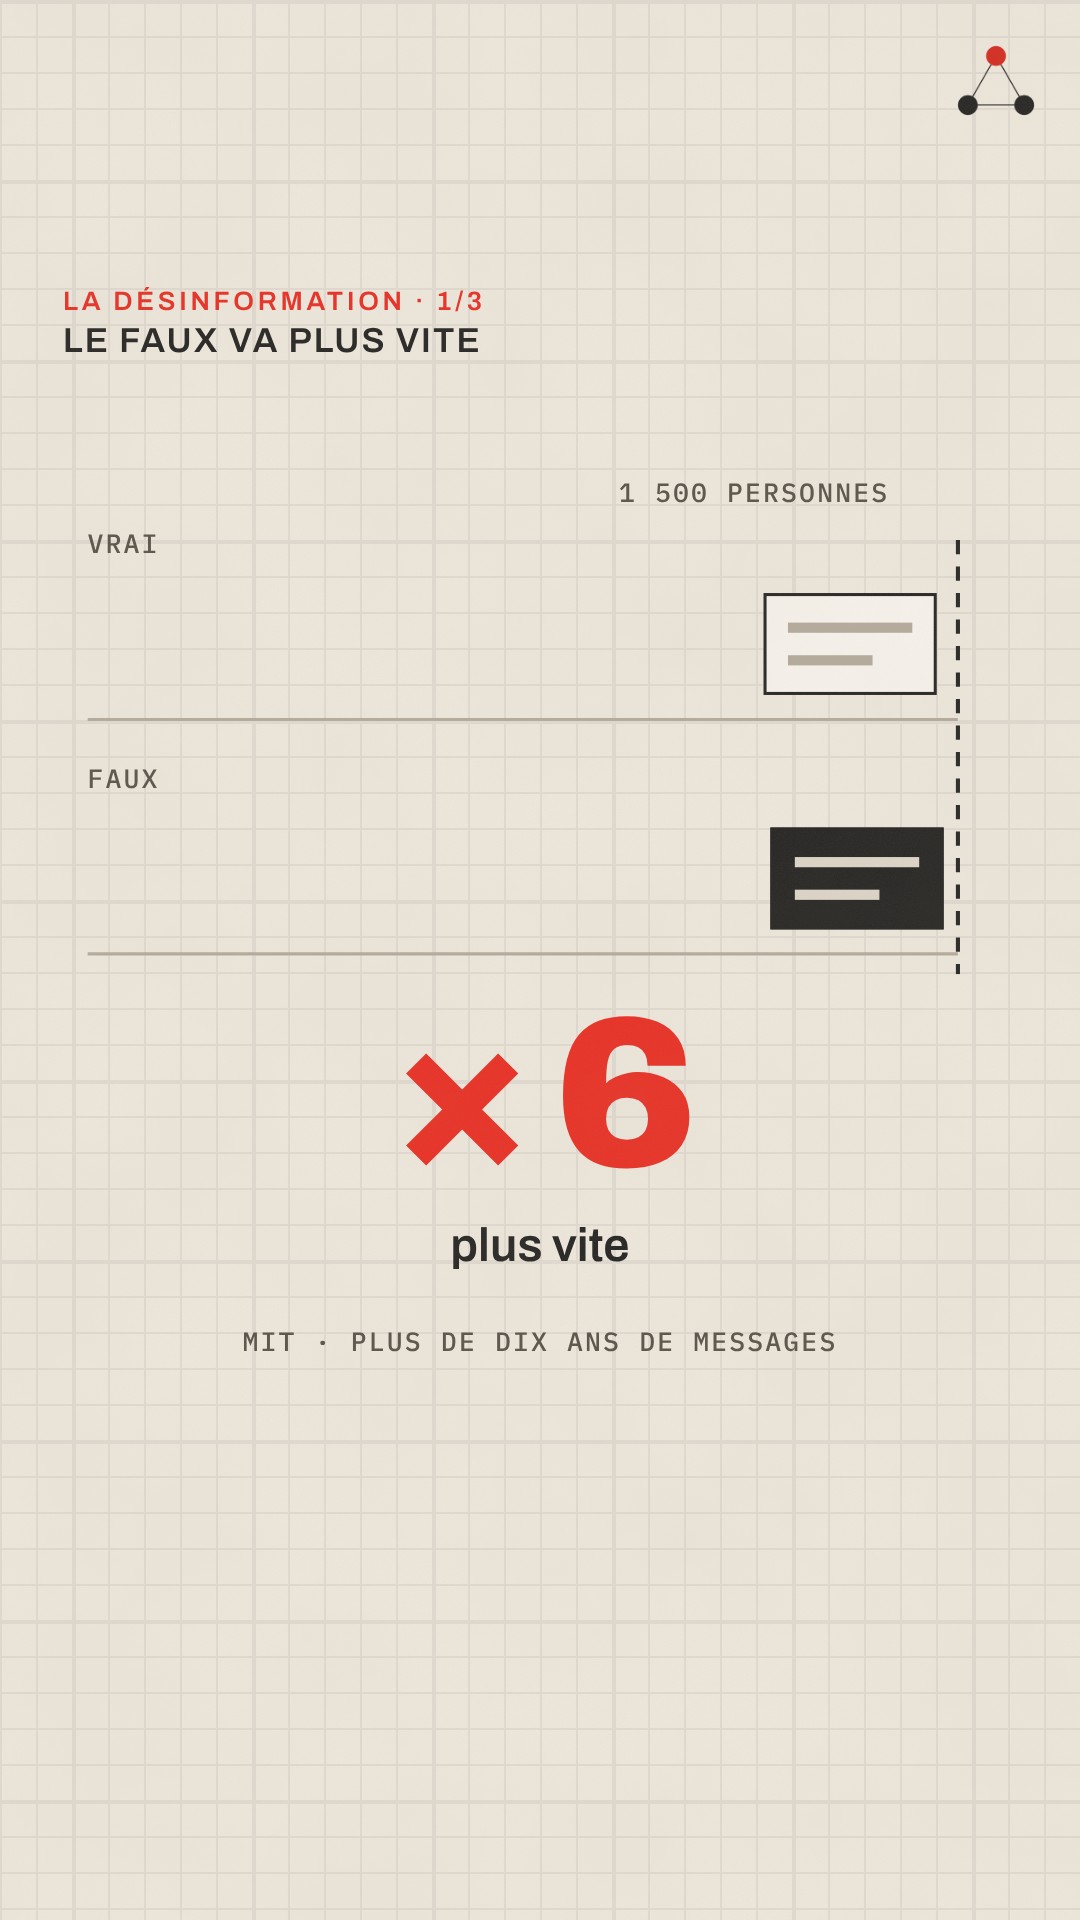 LA DÉSINFORMATION · 1/3
LE FAUX VA PLUS VITE
1 500 PERSONNES
VRAI
FAUX
×6
plus vite
MIT · PLUS DE DIX ANS DE MESSAGES